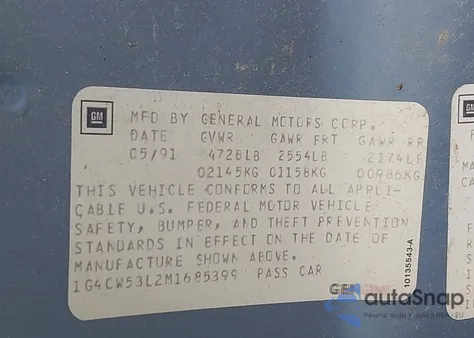 GM
MFD BY GENERAL MOTORS CORP.
DATE GVWR GAWR FRT GAWR RR
05/91 4728LB 2554LB 2174LB
02145KG 01158KG 00986KG
THIS VEHICLE CONFORMS TO ALL APPLI-
CABLE U.S. FEDERAL MOTOR VEHICLE
SAFETY, BUMPER, AND THEFT PREVENTION
STANDARDS IN EFFECT ON THE DATE OF
MANUFACTURE SHOWN ABOVE.
1G4CW53L2M1685399 PASS CAR
10135543-A
autoSnap